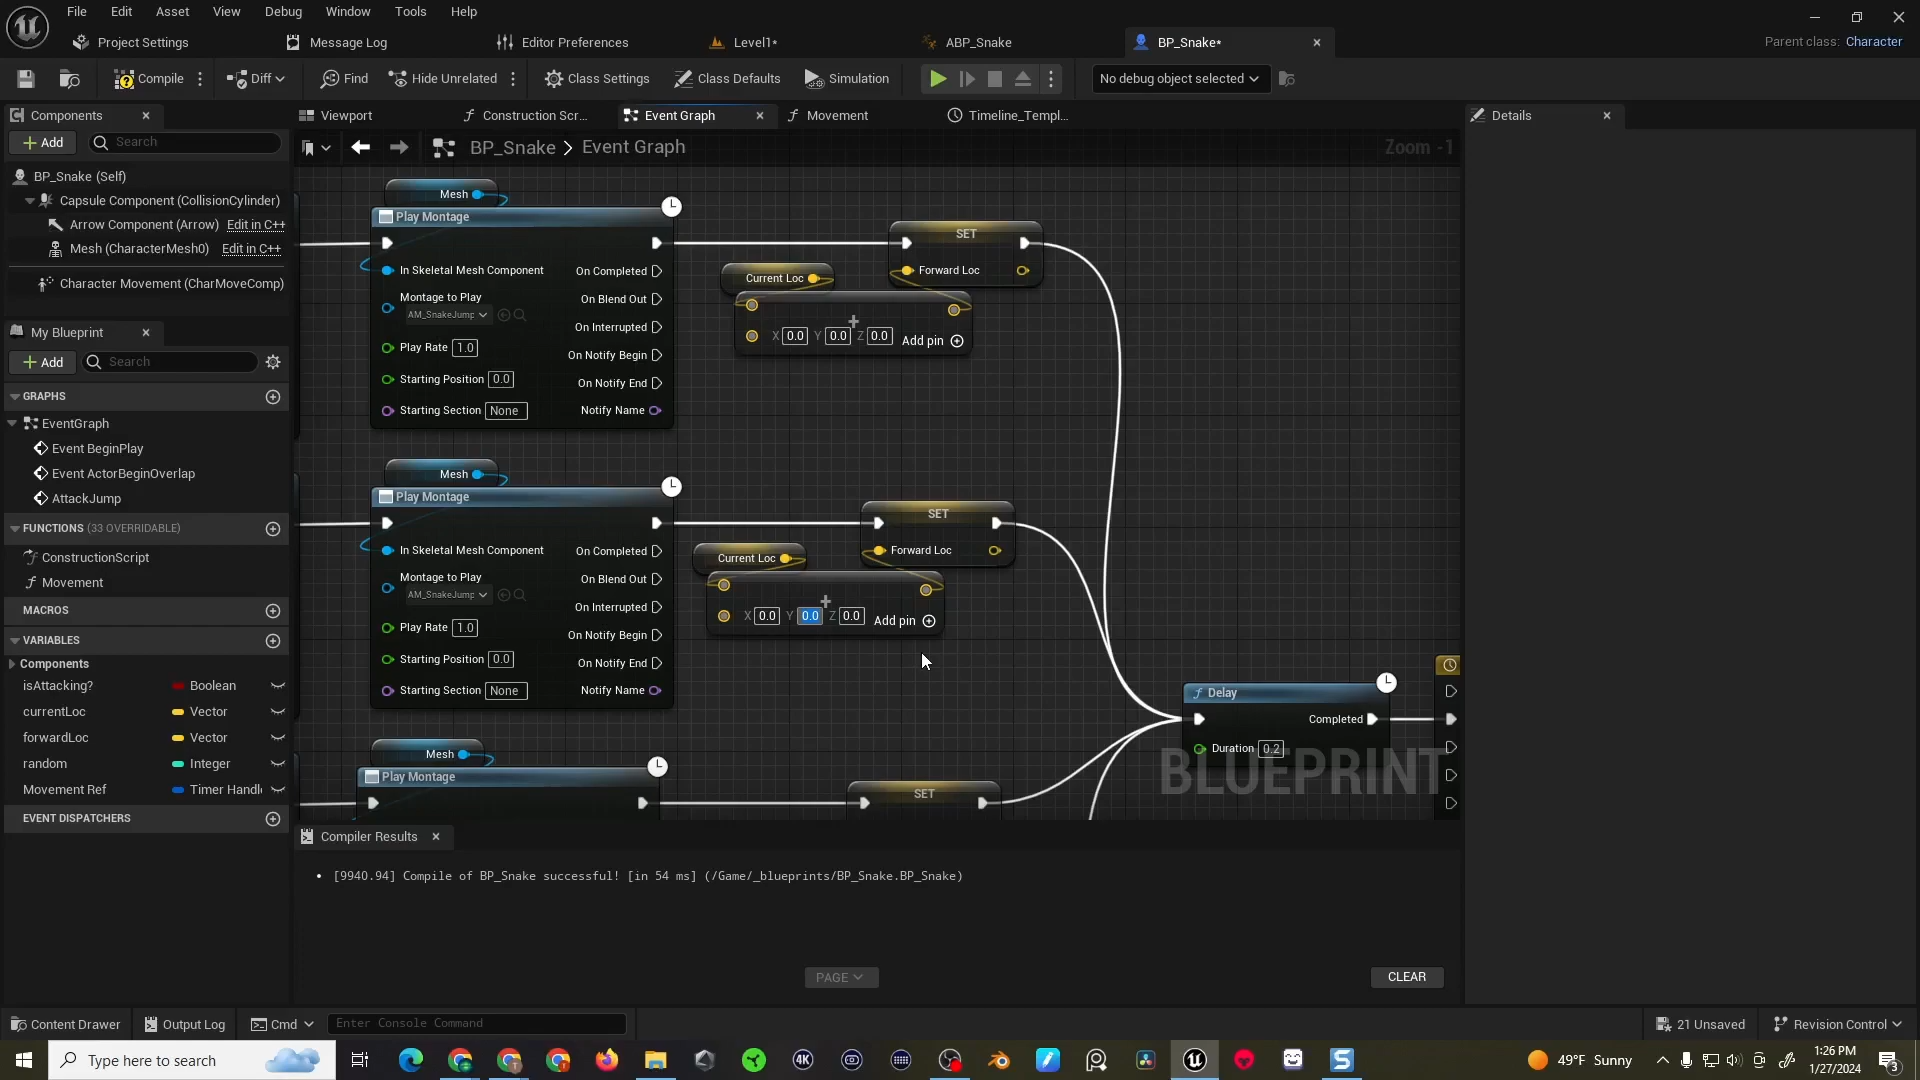 File Edit Asset View Debug Window Tools Help
Project Settings Message Log Editor Preferences Level1* ABP_Snake BP_Snake* Parent class: Character
Compile Diff Find Hide Unrelated Class Settings Class Defaults Simulation No debug object selected
Components Viewport Construction Scr... Event Graph Movement Timeline_Templ... Details
Add Search BP_Snake > Event Graph Zoom -1
BP_Snake (Self)
Capsule Component (CollisionCylinder)
Arrow Component (Arrow) Edit in C++
Mesh (CharacterMesh0) Edit in C++
Character Movement (CharMoveComp)
My Blueprint
Add Search
GRAPHS
EventGraph
Event BeginPlay
Event ActorBeginOverlap
AttackJump
FUNCTIONS (33 OVERRIDABLE)
ConstructionScript
Movement
MACROS
VARIABLES
Components
isAttacking? Boolean
currentLoc Vector
forwardLoc Vector
random Integer
Movement Ref Timer Handl
EVENT DISPATCHERS
Mesh
Play Montage
In Skeletal Mesh Component On Completed
Montage to Play On Blend Out
AM_SnakeJump
On Interrupted
Play Rate 1.0 On Notify Begin
Starting Position 0.0 On Notify End
Starting Section None Notify Name
SET
Forward Loc
Current Loc
X 0.0 Y 0.0 Z 0.0 Add pin
Mesh
Play Montage
In Skeletal Mesh Component On Completed
Montage to Play On Blend Out
AM_SnakeJump
On Interrupted
Play Rate 1.0 On Notify Begin
Starting Position 0.0 On Notify End
Starting Section None Notify Name
SET
Forward Loc
Current Loc
X 0.0 Y 0.0 Z 0.0 Add pin
Mesh
Play Montage
SET
Delay
Completed
Duration 0.2
BLUEPRINT
Compiler Results
[9940.94] Compile of BP_Snake successful! [in 54 ms] (/Game/_blueprints/BP_Snake.BP_Snake)
PAGE CLEAR
Content Drawer Output Log Cmd Enter Console Command 21 Unsaved Revision Control
Type here to search 4K 49°F Sunny 1:26 PM
1/27/2024 3